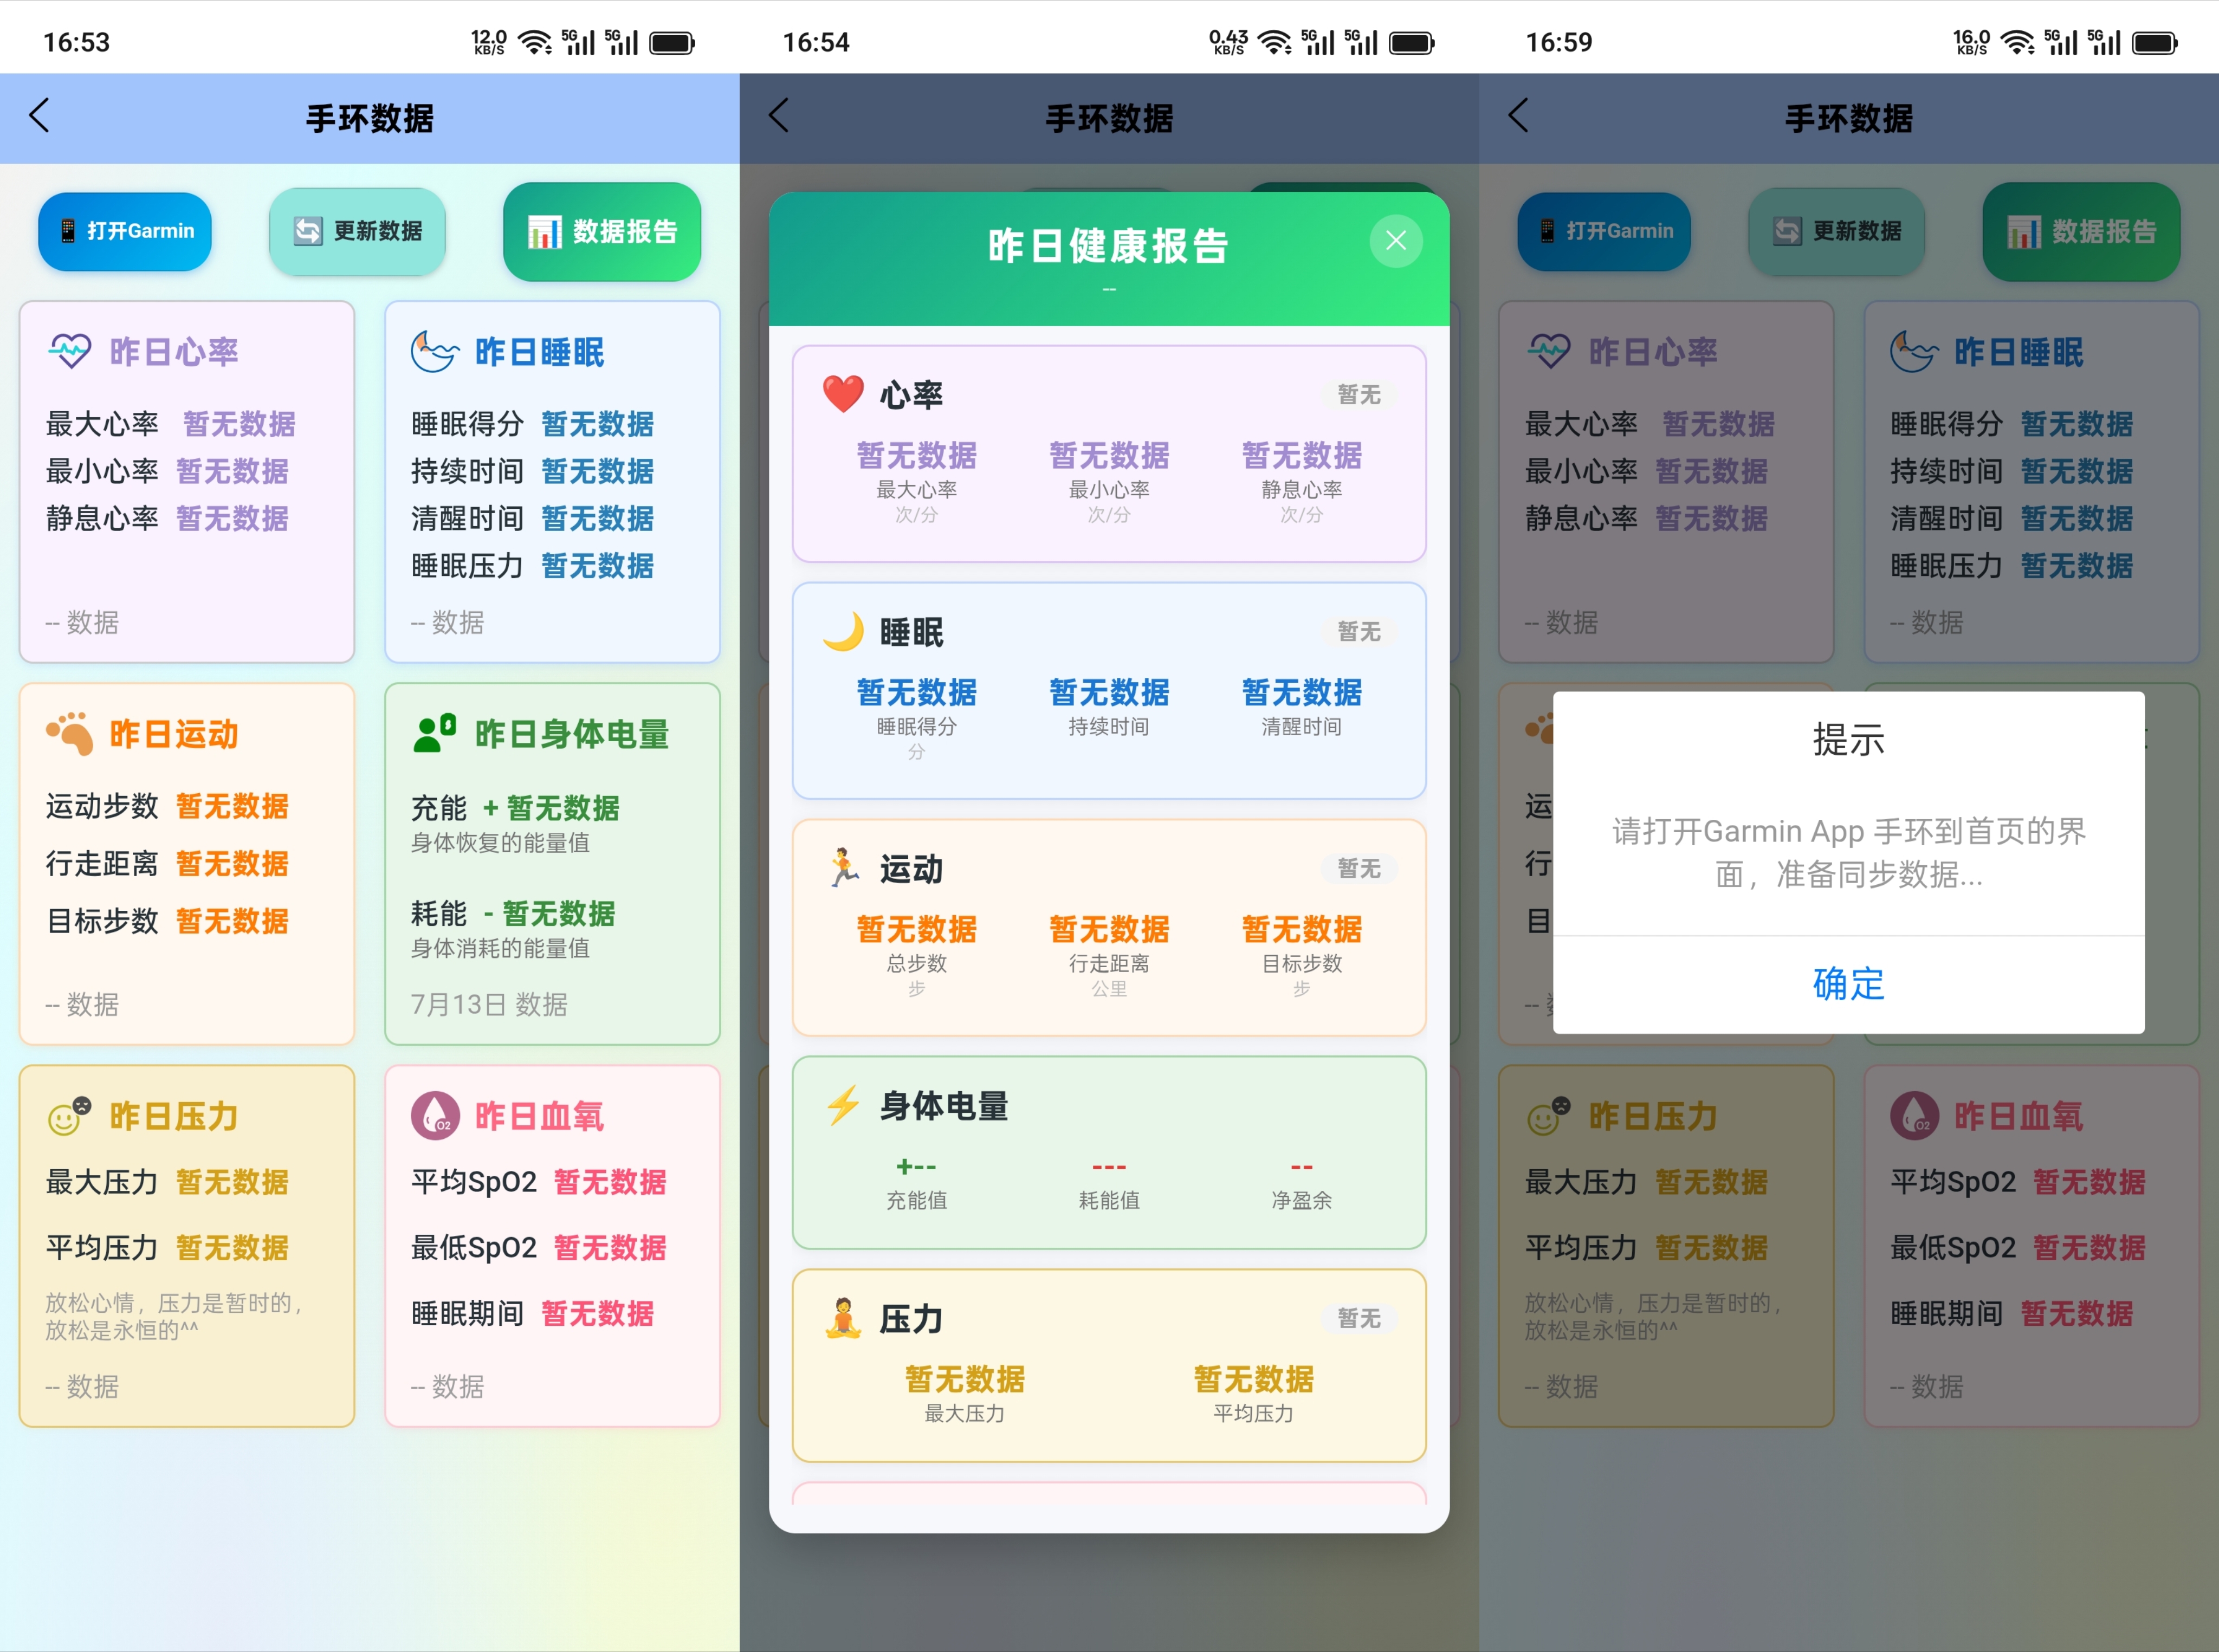 16:53
12.0
KB/S
5G
5G
手环数据
打开Garmin
更新数据
数据报告
昨日心率
最大心率 暂无数据
最小心率 暂无数据
静息心率 暂无数据
-- 数据
昨日睡眠
睡眠得分 暂无数据
持续时间 暂无数据
清醒时间 暂无数据
睡眠压力 暂无数据
-- 数据
昨日运动
运动步数 暂无数据
行走距离 暂无数据
目标步数 暂无数据
-- 数据
昨日身体电量
充能 + 暂无数据
身体恢复的能量值
耗能 - 暂无数据
身体消耗的能量值
7月13日 数据
昨日压力
最大压力 暂无数据
平均压力 暂无数据
放松心情，压力是暂时的，
放松是永恒的^^
-- 数据
昨日血氧
平均SpO2 暂无数据
最低SpO2 暂无数据
睡眠期间 暂无数据
-- 数据
16:54
0.43
KB/S
5G
5G
手环数据
昨日健康报告
--
心率
暂无
暂无数据 暂无数据 暂无数据
最大心率 最小心率 静息心率
次/分 次/分 次/分
睡眠
暂无
暂无数据 暂无数据 暂无数据
睡眠得分 持续时间 清醒时间
分
运动
暂无
暂无数据 暂无数据 暂无数据
总步数 行走距离 目标步数
步 公里 步
身体电量
+-- --- --
充能值 耗能值 净盈余
压力
暂无
暂无数据 暂无数据
最大压力 平均压力
16:59
16.0
KB/S
5G
5G
手环数据
打开Garmin
更新数据
数据报告
昨日心率
最大心率 暂无数据
最小心率 暂无数据
静息心率 暂无数据
-- 数据
昨日睡眠
睡眠得分 暂无数据
持续时间 暂无数据
清醒时间 暂无数据
睡眠压力 暂无数据
-- 数据
运
行
目
--
提示
请打开Garmin App 手环到首页的界
面，准备同步数据...
确定
昨日压力
最大压力 暂无数据
平均压力 暂无数据
放松心情，压力是暂时的，
放松是永恒的^^
-- 数据
昨日血氧
平均SpO2 暂无数据
最低SpO2 暂无数据
睡眠期间 暂无数据
-- 数据